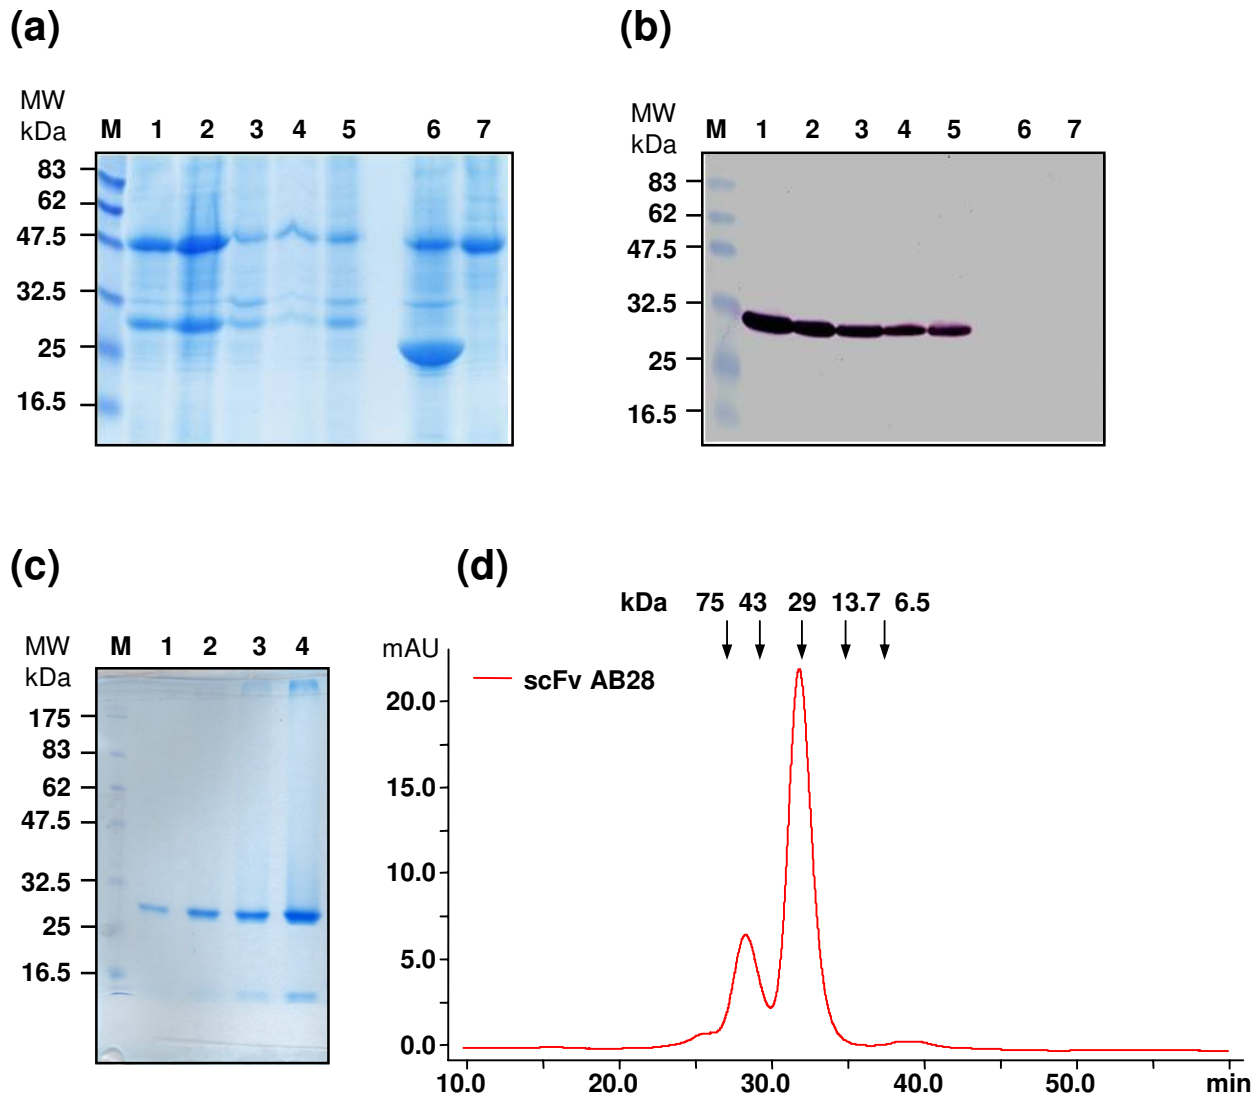 (a)
MW
kDa M 1 2 3 4 5 6 7
83
62
47.5
32.5
25
16.5
(b)
MW
kDa M 1 2 3 4 5 6 7
83
62
47.5
32.5
25
16.5
(c)
MW M 1 2 3 4
kDa
175
83
62
47.5
32.5
25
16.5
(d)
kDa 75 43 29 13.7 6.5
mAU
scFv AB28
20.0
15.0
10.0
5.0
0.0
10.0 20.0 30.0 40.0 50.0 min